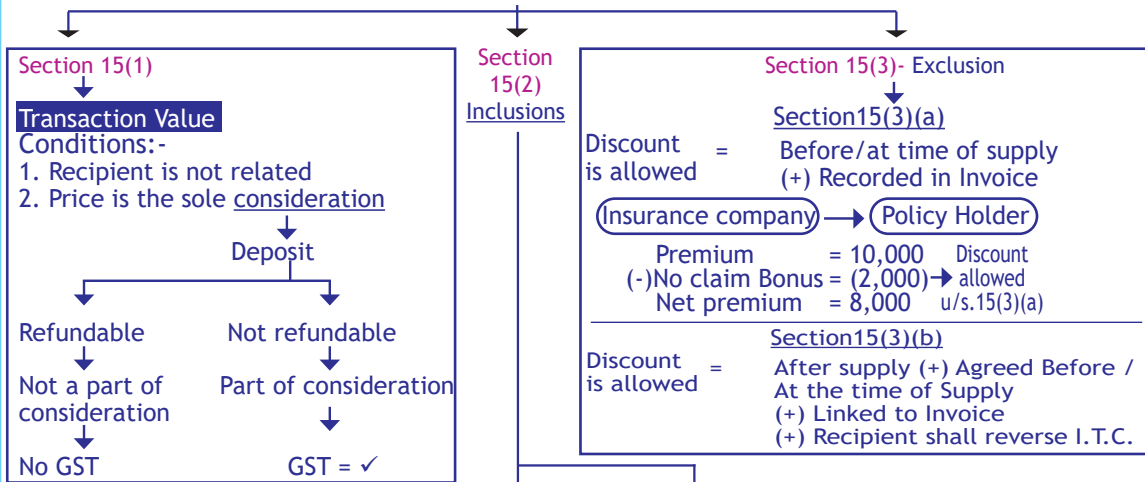 Section 15(1)
Transaction Value
Conditions:-
1. Recipient is not related
2. Price is the sole consideration
Deposit
Refundable Not refundable
Not a part of consideration Part of consideration
No GST GST = ✓
Section
15(2)
Inclusions
Section 15(3)- Exclusion
Section15(3)(a)
Discount is allowed = Before/at time of supply
(+) Recorded in Invoice
Insurance company Policy Holder
Premium = 10,000 Discount
(-)No claim Bonus = (2,000) allowed
Net premium = 8,000 u/s.15(3)(a)
Section15(3)(b)
Discount is allowed = After supply (+) Agreed Before /
At the time of Supply
(+) Linked to Invoice
(+) Recipient shall reverse I.T.C.